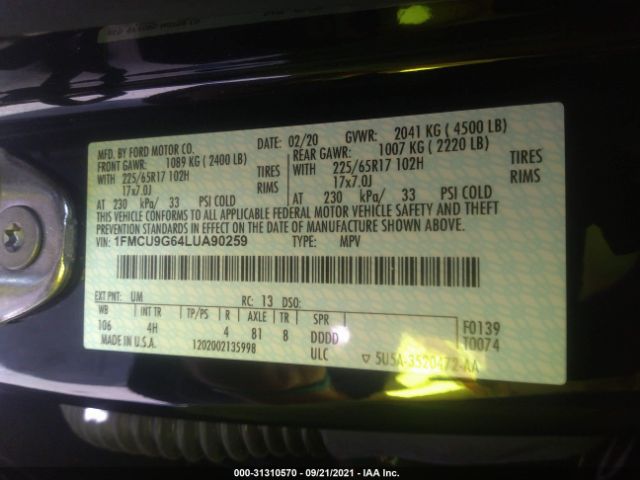 MFD. BY FORD MOTOR CO.
DATE: 02/20 GVWR: 2041 KG ( 4500 LB)
FRONT GAWR: 1089 KG ( 2400 LB)
REAR GAWR: 1007 KG ( 2220 LB)
WITH 225/65R17 102H TIRES
WITH 225/65R17 102H TIRES
17x7.0J RIMS
17x7.0J RIMS
AT 230 kPa/ 33 PSI COLD
AT 230 kPa/ 33 PSI COLD
THIS VEHICLE CONFORMS TO ALL APPLICABLE FEDERAL MOTOR VEHICLE SAFETY AND THEFT
PREVENTION STANDARDS IN EFFECT ON THE DATE OF MANUFACTURE SHOWN ABOVE.
VIN: 1FMCU9G64LUA90259 TYPE: MPV
EXT PNT: UM RC: 13 DSO:
WB INT TR TP/PS R AXLE TR SPR
106 4H 4 81 8 DDDD
F0139
T0074
MADE IN U.S.A. 1202002135998 ULC
▽ 5U5A-3520472-AA
000-31310570 - 09/21/2021 - IAA Inc.